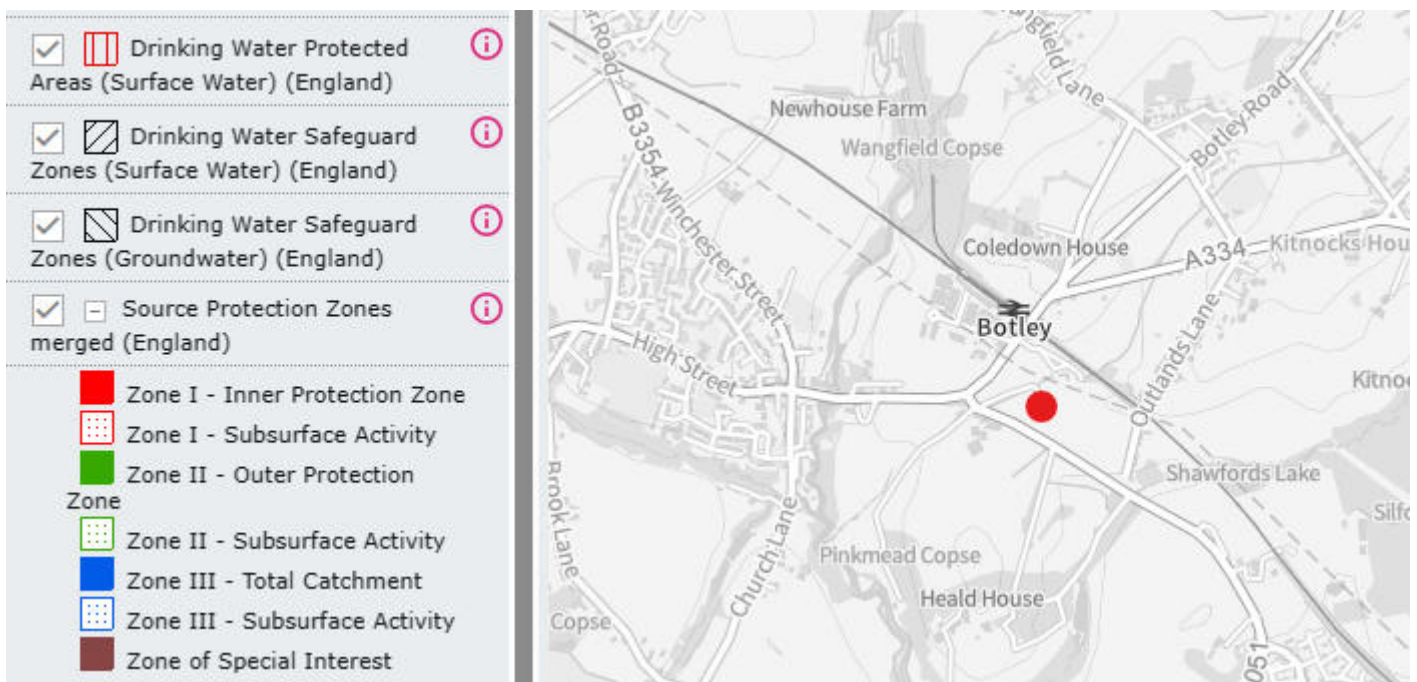 Drinking Water Protected
Areas (Surface Water) (England)
Drinking Water Safeguard
Zones (Surface Water) (England)
Drinking Water Safeguard
Zones (Groundwater) (England)
Source Protection Zones
merged (England)
Zone I - Inner Protection Zone
Zone I - Subsurface Activity
Zone II - Outer Protection
Zone
Zone II - Subsurface Activity
Zone III - Total Catchment
Zone III - Subsurface Activity
Zone of Special Interest
Newhouse Farm
Wangfield Copse
Botley Road
B3354 Winchester Street
Coledown House
A334
Botley
High Street
Outlands Lane
Shawfords Lake
Brook Lane
Church Lane
Pinkmead Copse
Heald House
Copse